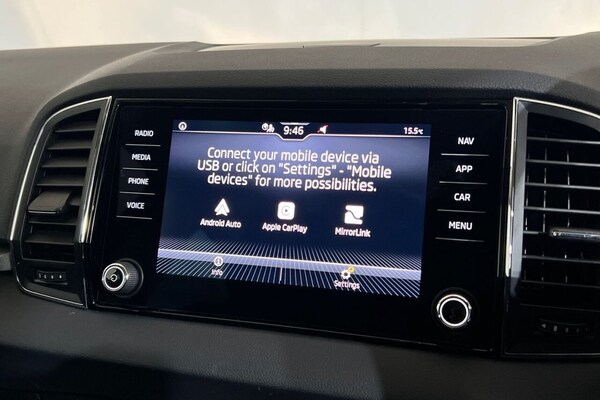 RADIO
MEDIA
PHONE
VOICE
9:46
15.5°C
Connect your mobile device via
USB or click on "Settings" - "Mobile
devices" for more possibilities.
Android Auto
Apple CarPlay
MirrorLink
Info
Settings
NAV
APP
CAR
MENU